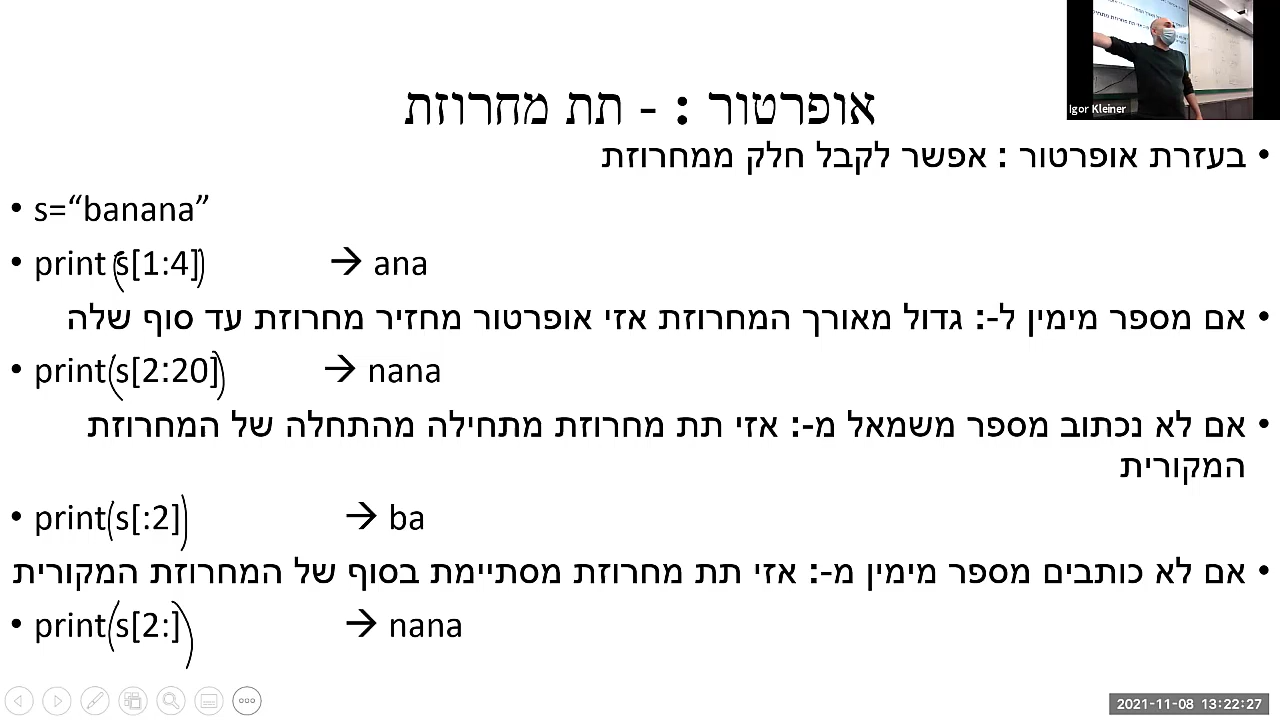 Igor Kleiner
אופרטור : - תת מחרוזת
• בעזרת אופרטור : אפשר לקבל חלק ממחרוזת
• s=“banana”
• print(s[1:4]) → ana
• אם מספר מימין ל-: גדול מאורך המחרוזת אזי אופרטור מחזיר מחרוזת עד סוף שלה
• print(s[2:20]) → nana
• אם לא נכתוב מספר משמאל מ-: אזי תת מחרוזת מתחילה מהתחלה של המחרוזת
המקורית
• print(s[:2]) → ba
• אם לא כותבים מספר מימין מ-: אזי תת מחרוזת מסתיימת בסוף של המחרוזת המקורית
• print(s[2:]) → nana
2021-11-08 13:22:27